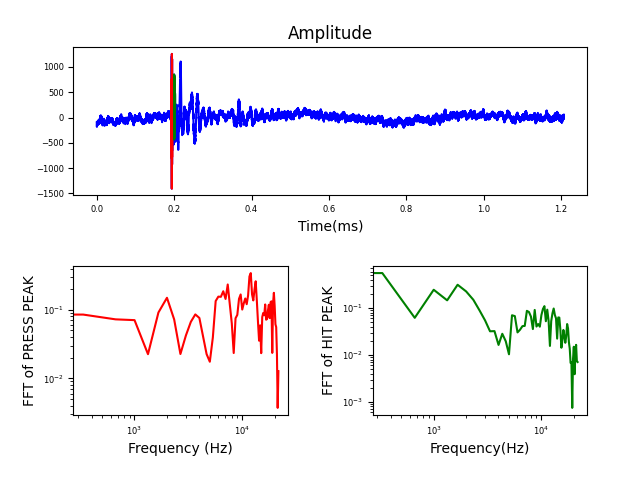 Amplitude
1000
500
0
−500
−1000
−1500
0.0 0.2 0.4 0.6 0.8 1.0 1.2
Time(ms)
FFT of PRESS PEAK
10⁻¹
10⁻²
10³ 10⁴
Frequency (Hz)
FFT of HIT PEAK
10⁻¹
10⁻²
10⁻³
10³ 10⁴
Frequency(Hz)